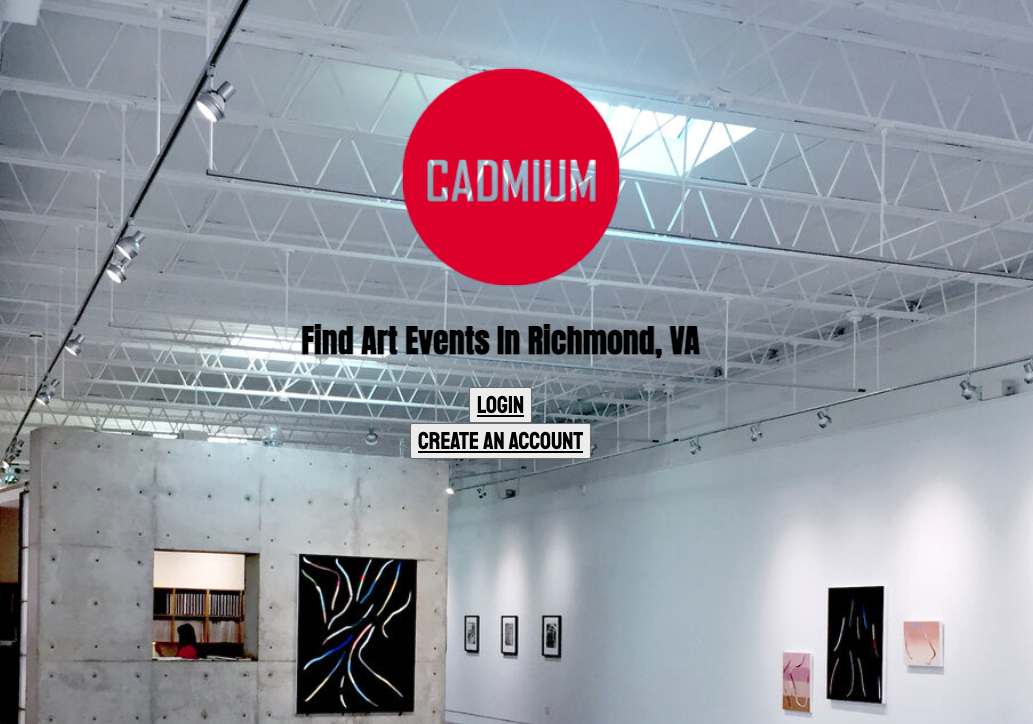 CADMIUM
Find Art Events In Richmond, VA
LOGIN
CREATE AN ACCOUNT